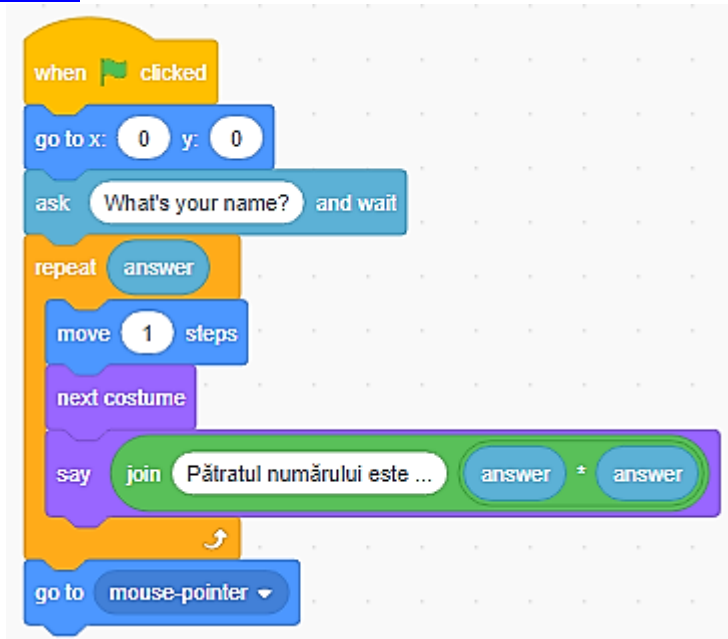 when clicked
go to x: 0 y: 0
ask What's your name? and wait
repeat answer
move 1 steps
next costume
say join Pătratul numărului este ... answer * answer
go to mouse-pointer